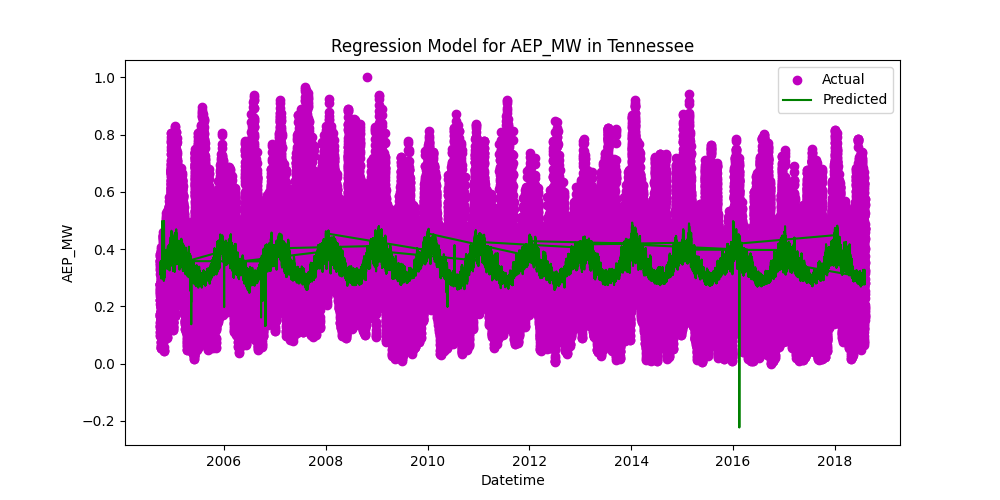 Regression Model for AEP_MW in Tennessee
Actual
Predicted
AEP_MW
1.0
0.8
0.6
0.4
0.2
0.0
−0.2
2006 2008 2010 2012 2014 2016 2018
Datetime